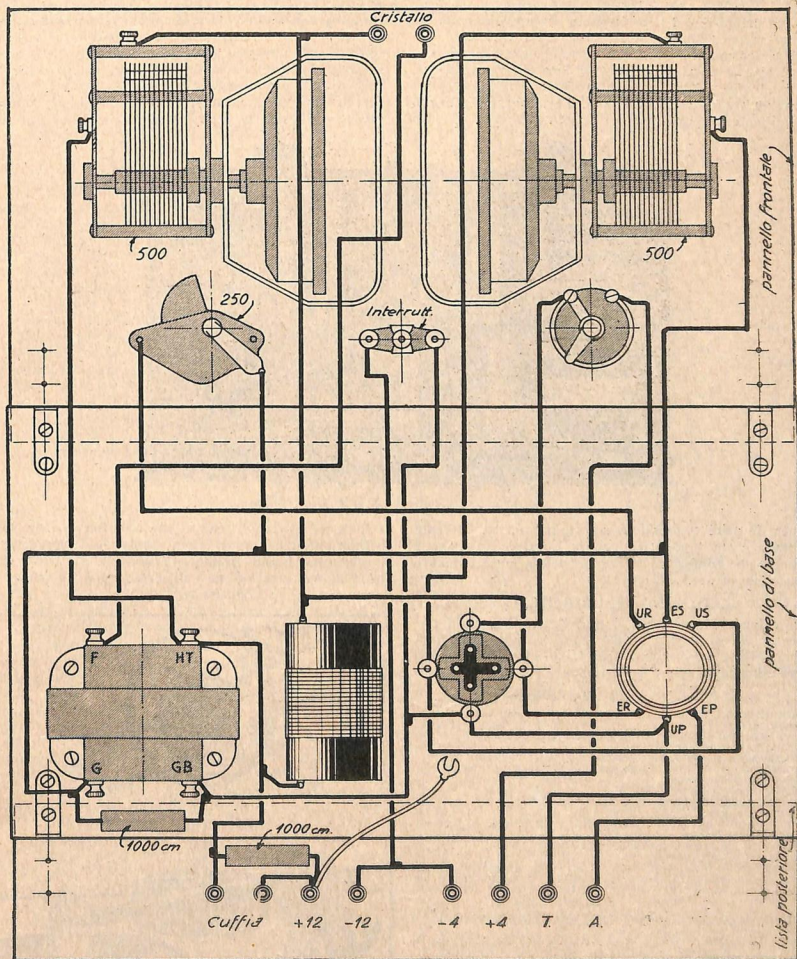 Cristallo
500
500
pannello frontale
250
Interrutt.
pannello di base
UR
ES
US
F
HT
ER
EP
UP
G
GB
1000 cm
1000 cm.
Cuffia
+12
-12
-4
+4
T.
A.
lista posteriore